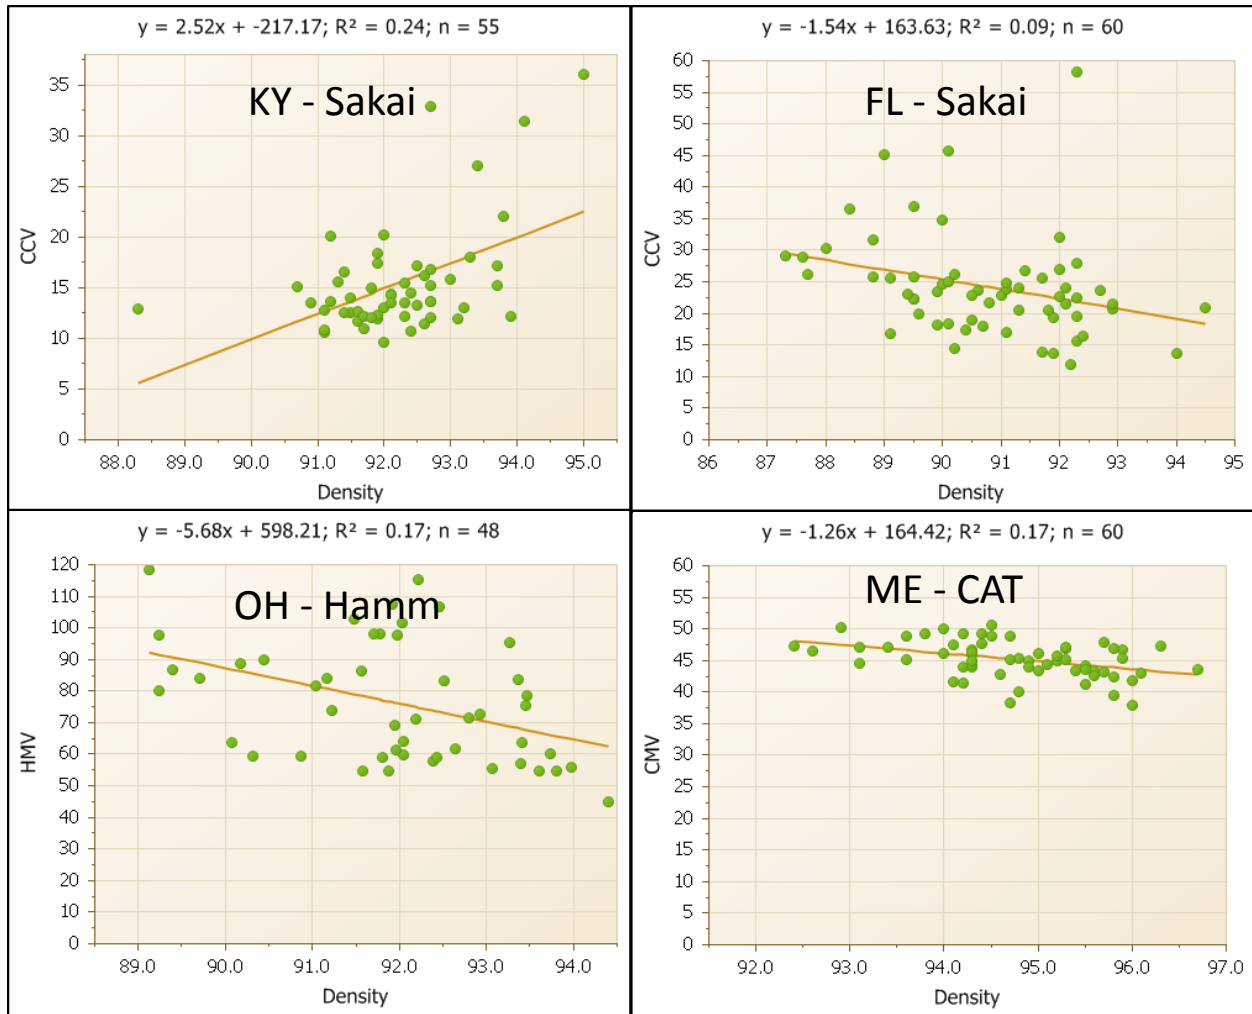 y = 2.52x + -217.17; R² = 0.24; n = 55
KY - Sakai
CCV
35
30
25
20
15
10
5
0
88.0 89.0 90.0 91.0 92.0 93.0 94.0 95.0
Density
y = -1.54x + 163.63; R² = 0.09; n = 60
FL - Sakai
CCV
60
55
50
45
40
35
30
25
20
15
10
5
0
86 87 88 89 90 91 92 93 94 95
Density
y = -5.68x + 598.21; R² = 0.17; n = 48
OH - Hamm
HMV
120
110
100
90
80
70
60
50
40
30
20
10
0
89.0 90.0 91.0 92.0 93.0 94.0
Density
y = -1.26x + 164.42; R² = 0.17; n = 60
ME - CAT
CMV
60
55
50
45
40
35
30
25
20
15
10
5
0
92.0 93.0 94.0 95.0 96.0 97.0
Density